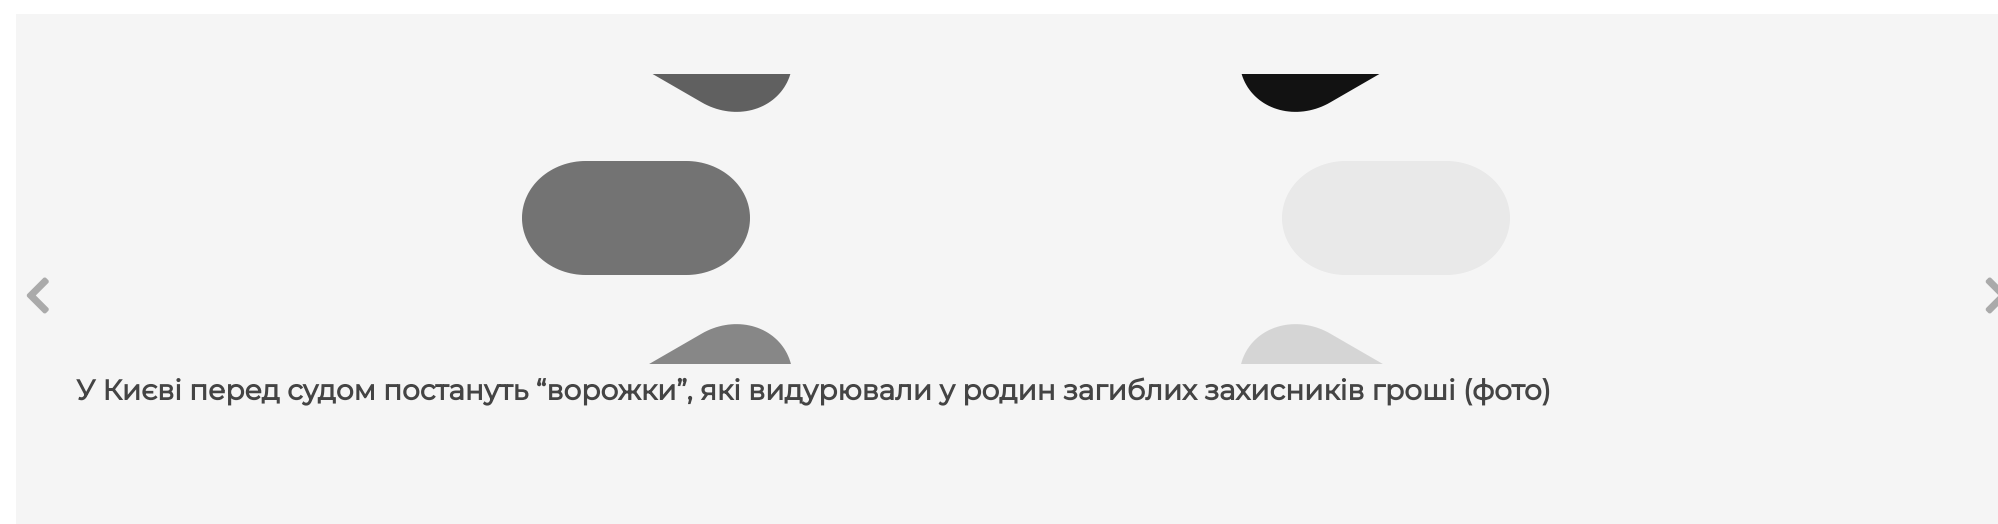 У Києві перед судом постануть “ворожки”, які видурювали у родин загиблих захисників гроші (фото)